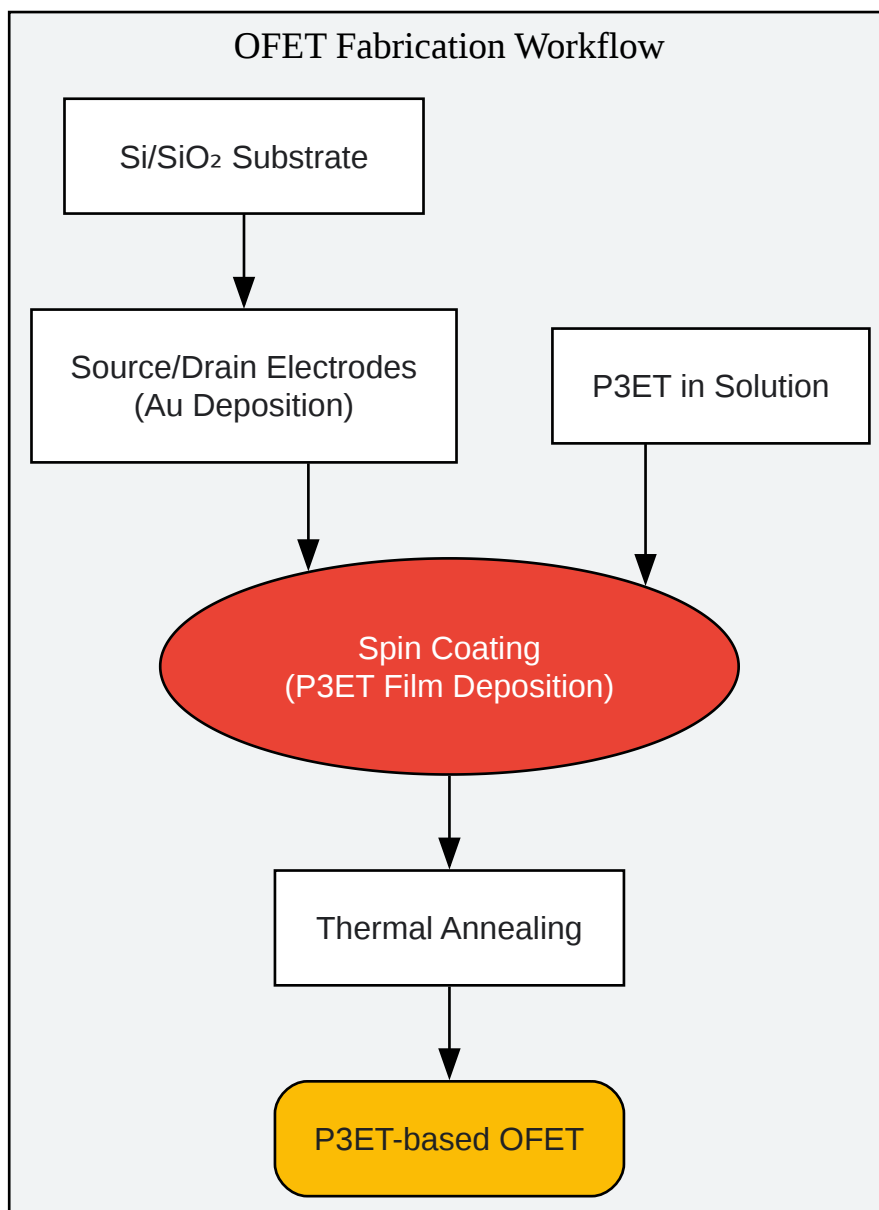 OFET Fabrication Workflow
Si/SiO₂ Substrate
Source/Drain Electrodes
(Au Deposition)
P3ET in Solution
Spin Coating
(P3ET Film Deposition)
Thermal Annealing
P3ET-based OFET